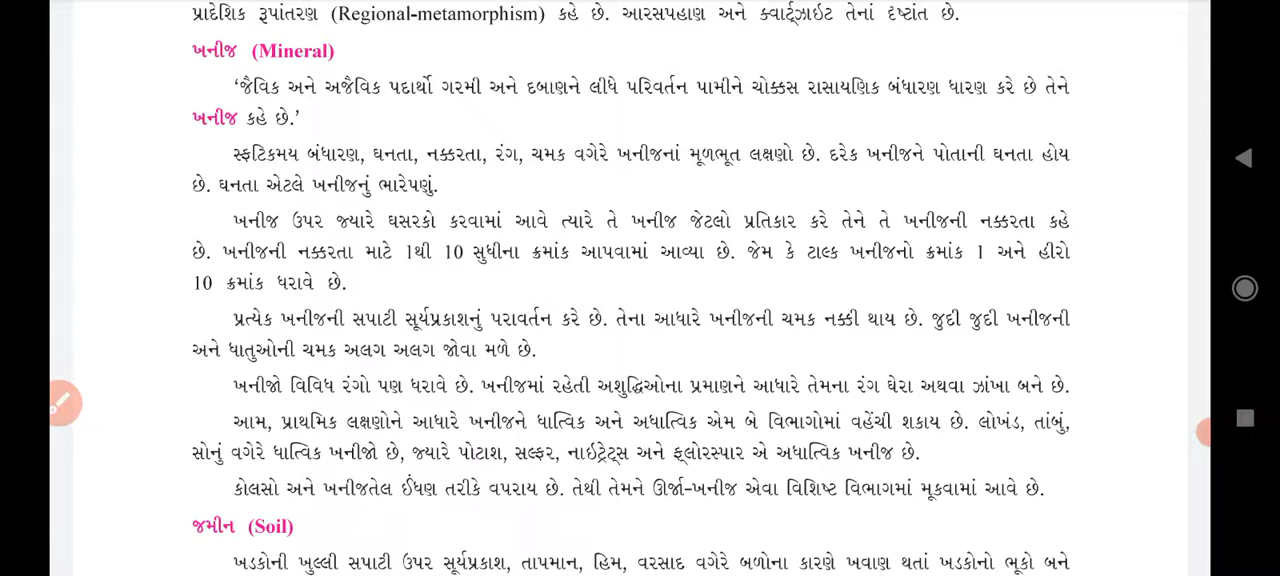 પ્રાદેશિક રૂપાંતરણ (Regional-metamorphism) કહે છે. આરસપહાણ અને ક્વાર્ટ્ઝાઇટ તેનાં દૃષ્ટાંત છે.
ખનીજ (Mineral)
‘જૈવિક અને અજૈવિક પદાર્થો ગરમી અને દબાણને લીધે પરિવર્તન પામીને ચોક્કસ રાસાયણિક બંધારણ ધારણ કરે છે તેને
ખનીજ કહે છે.’
સ્ફટિકમય બંધારણ, ઘનતા, નક્કરતા, રંગ, ચમક વગેરે ખનીજનાં મૂળભૂત લક્ષણો છે. દરેક ખનીજને પોતાની ઘનતા હોય
છે. ઘનતા એટલે ખનીજનું ભારેપણું.
ખનીજ ઉપર જ્યારે ઘસરકો કરવામાં આવે ત્યારે તે ખનીજ જેટલો પ્રતિકાર કરે તેને તે ખનીજની નક્કરતા કહે
છે. ખનીજની નક્કરતા માટે 1થી 10 સુધીના ક્રમાંક આપવામાં આવ્યા છે. જેમ કે ટાલ્ક ખનીજનો ક્રમાંક 1 અને હીરો
10 ક્રમાંક ધરાવે છે.
પ્રત્યેક ખનીજની સપાટી સૂર્યપ્રકાશનું પરાવર્તન કરે છે. તેના આધારે ખનીજની ચમક નક્કી થાય છે. જુદી જુદી ખનીજની
અને ધાતુઓની ચમક અલગ અલગ જોવા મળે છે.
ખનીજો વિવિધ રંગો પણ ધરાવે છે. ખનીજમાં રહેતી અશુદ્ધિઓના પ્રમાણને આધારે તેમના રંગ ઘેરા અથવા ઝાંખા બને છે.
આમ, પ્રાથમિક લક્ષણોને આધારે ખનીજને ધાત્વિક અને અધાત્વિક એમ બે વિભાગોમાં વહેંચી શકાય છે. લોખંડ, તાંબું,
સોનું વગેરે ધાત્વિક ખનીજો છે, જ્યારે પોટાશ, સલ્ફર, નાઇટ્રેટ્સ અને ફ્લોરસ્પાર એ અધાત્વિક ખનીજ છે.
કોલસો અને ખનીજતેલ ઈંધણ તરીકે વપરાય છે. તેથી તેમને ઊર્જા-ખનીજ એવા વિશિષ્ટ વિભાગમાં મૂકવામાં આવે છે.
જમીન (Soil)
ખડકોની ખુલ્લી સપાટી ઉપર સૂર્યપ્રકાશ, તાપમાન, હિમ, વરસાદ વગેરે બળોના કારણે ખવાણ થતાં ખડકોનો ભૂકો બને